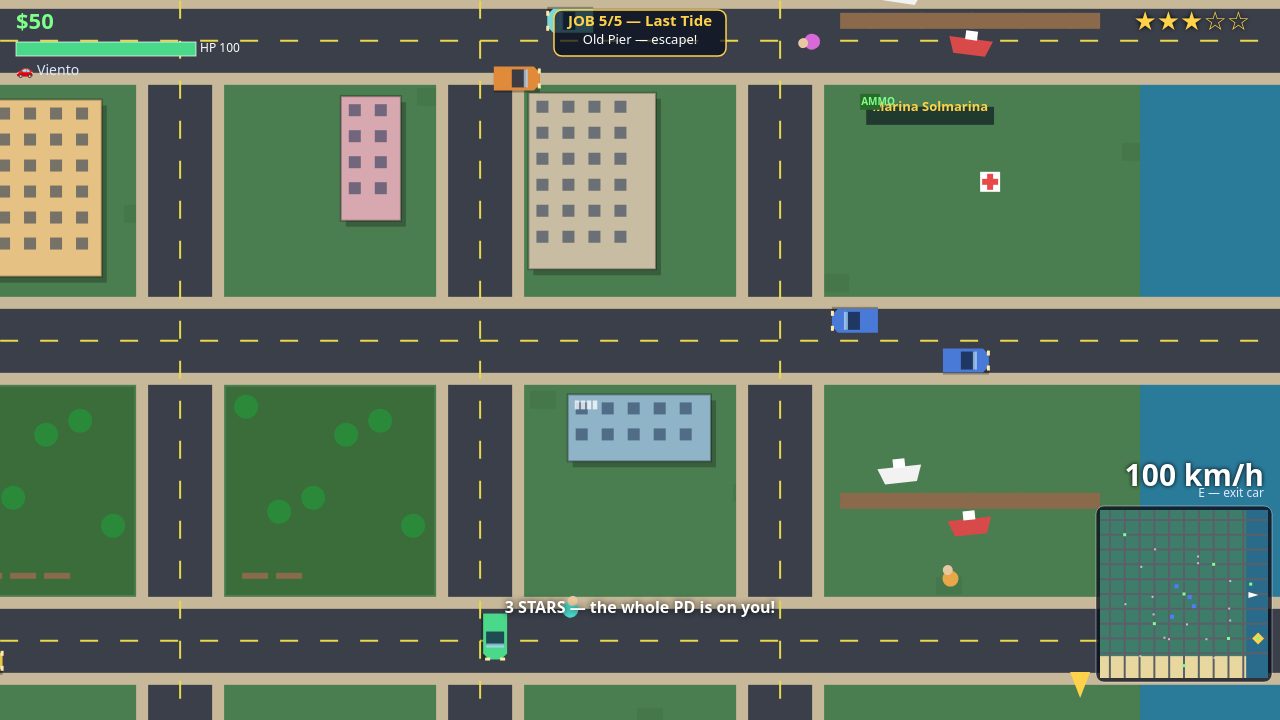 $50
HP 100
🚗 Viento
JOB 5/5 — Last Tide
Old Pier — escape!
★★★☆☆
AMMO
arina Solmarina
3 STARS — the whole PD is on you!
100 km/h
E — exit car